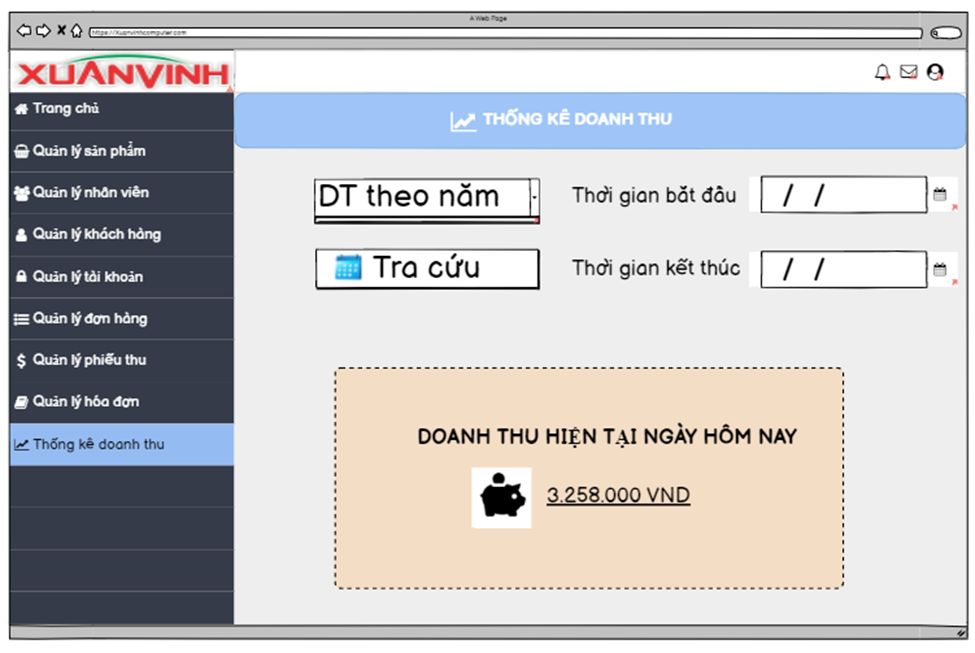 A Web Page
https://Xuanvinhcomputer.com
XUÂNVINH
Trang chủ
Quản lý sản phẩm
Quản lý nhân viên
Quản lý khách hàng
Quản lý tài khoản
Quản lý đơn hàng
Quản lý phiếu thu
Quản lý hóa đơn
Thống kê doanh thu
THỐNG KÊ DOANH THU
DT theo năm
Thời gian bắt đầu
/ /
Tra cứu
Thời gian kết thúc
/ /
DOANH THU HIỆN TẠI NGÀY HÔM NAY
3.258.000 VND